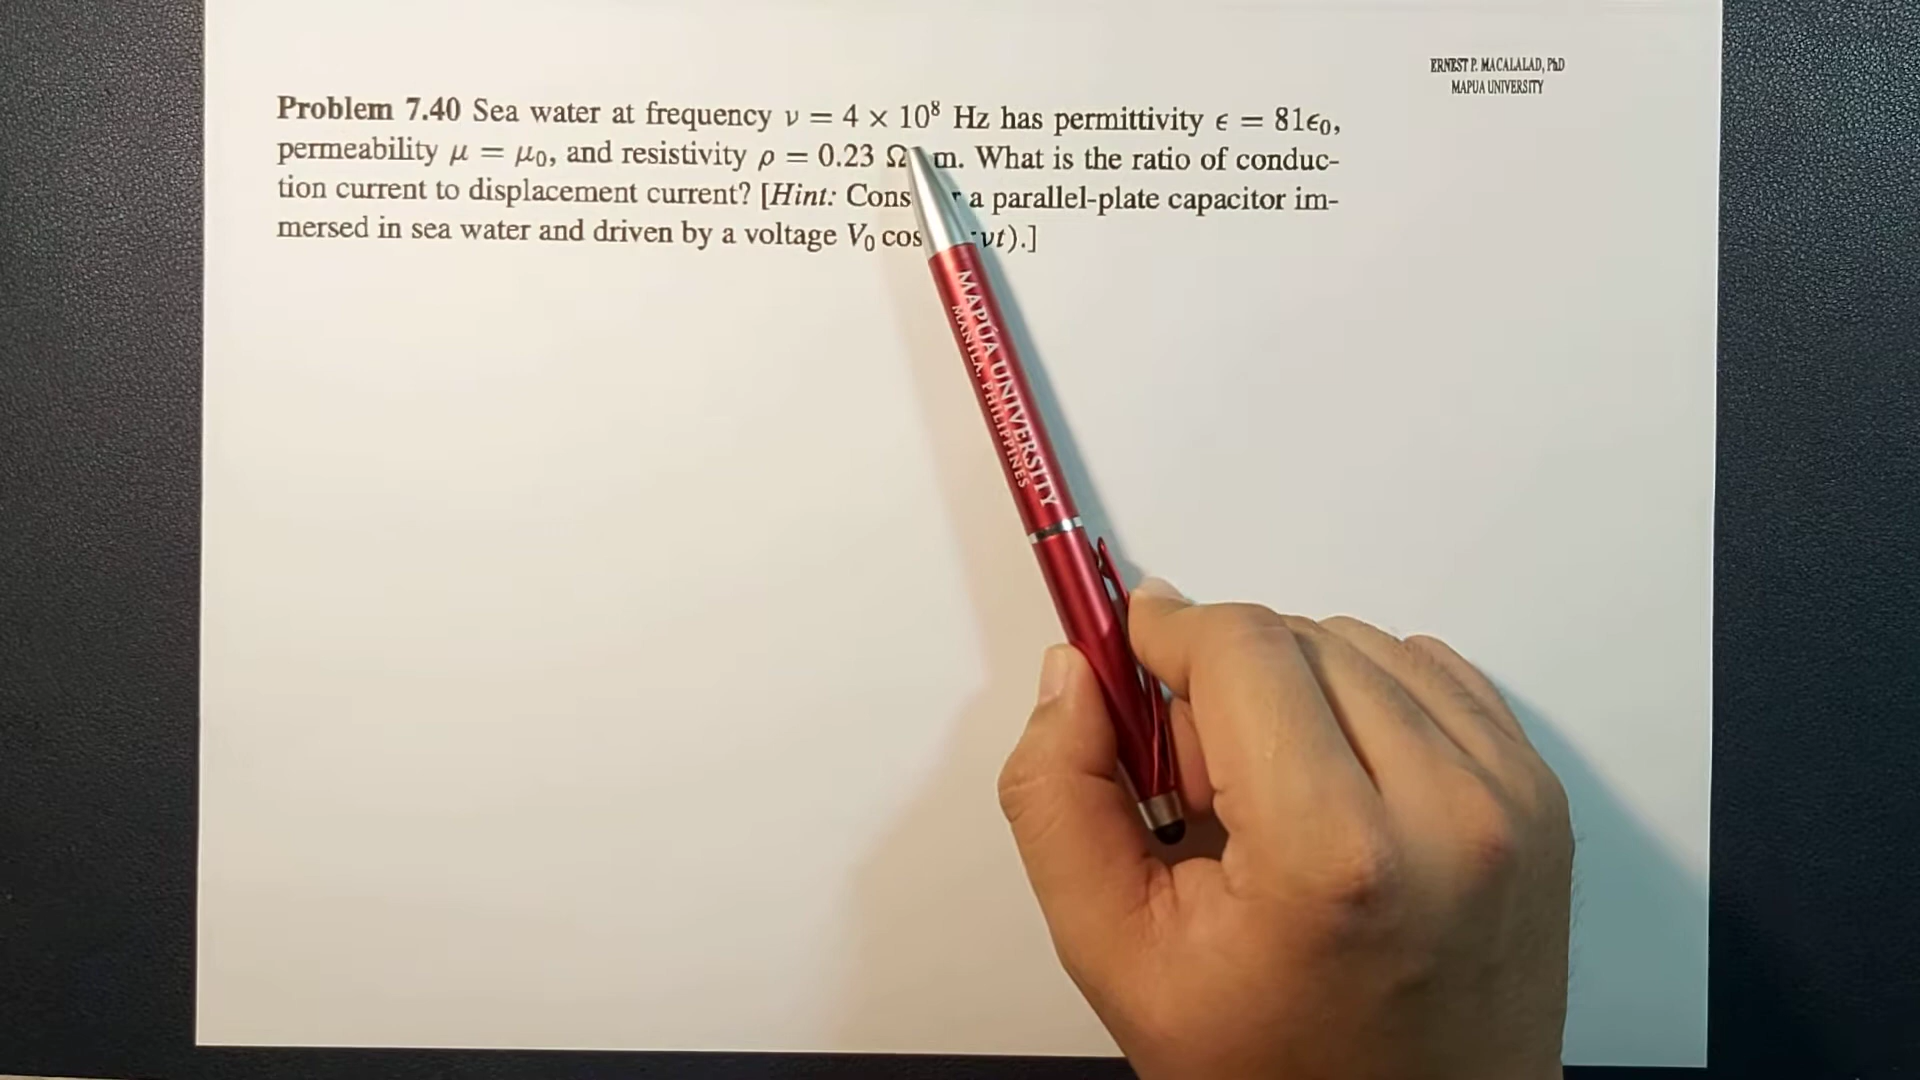 ERNEST P. MACALALAD, PhD
MAPUA UNIVERSITY
Problem 7.40 Sea water at frequency ν = 4 × 10⁸ Hz has permittivity ϵ = 81ϵ₀,
permeability μ = μ₀, and resistivity ρ = 0.23 Ω m. What is the ratio of conduc-
tion current to displacement current? [Hint: a parallel-plate capacitor im-
mersed in sea water and driven by a voltage V₀ cos νt).]
MAPÚA UNIVERSITY
MANILA, PHILIPPINES